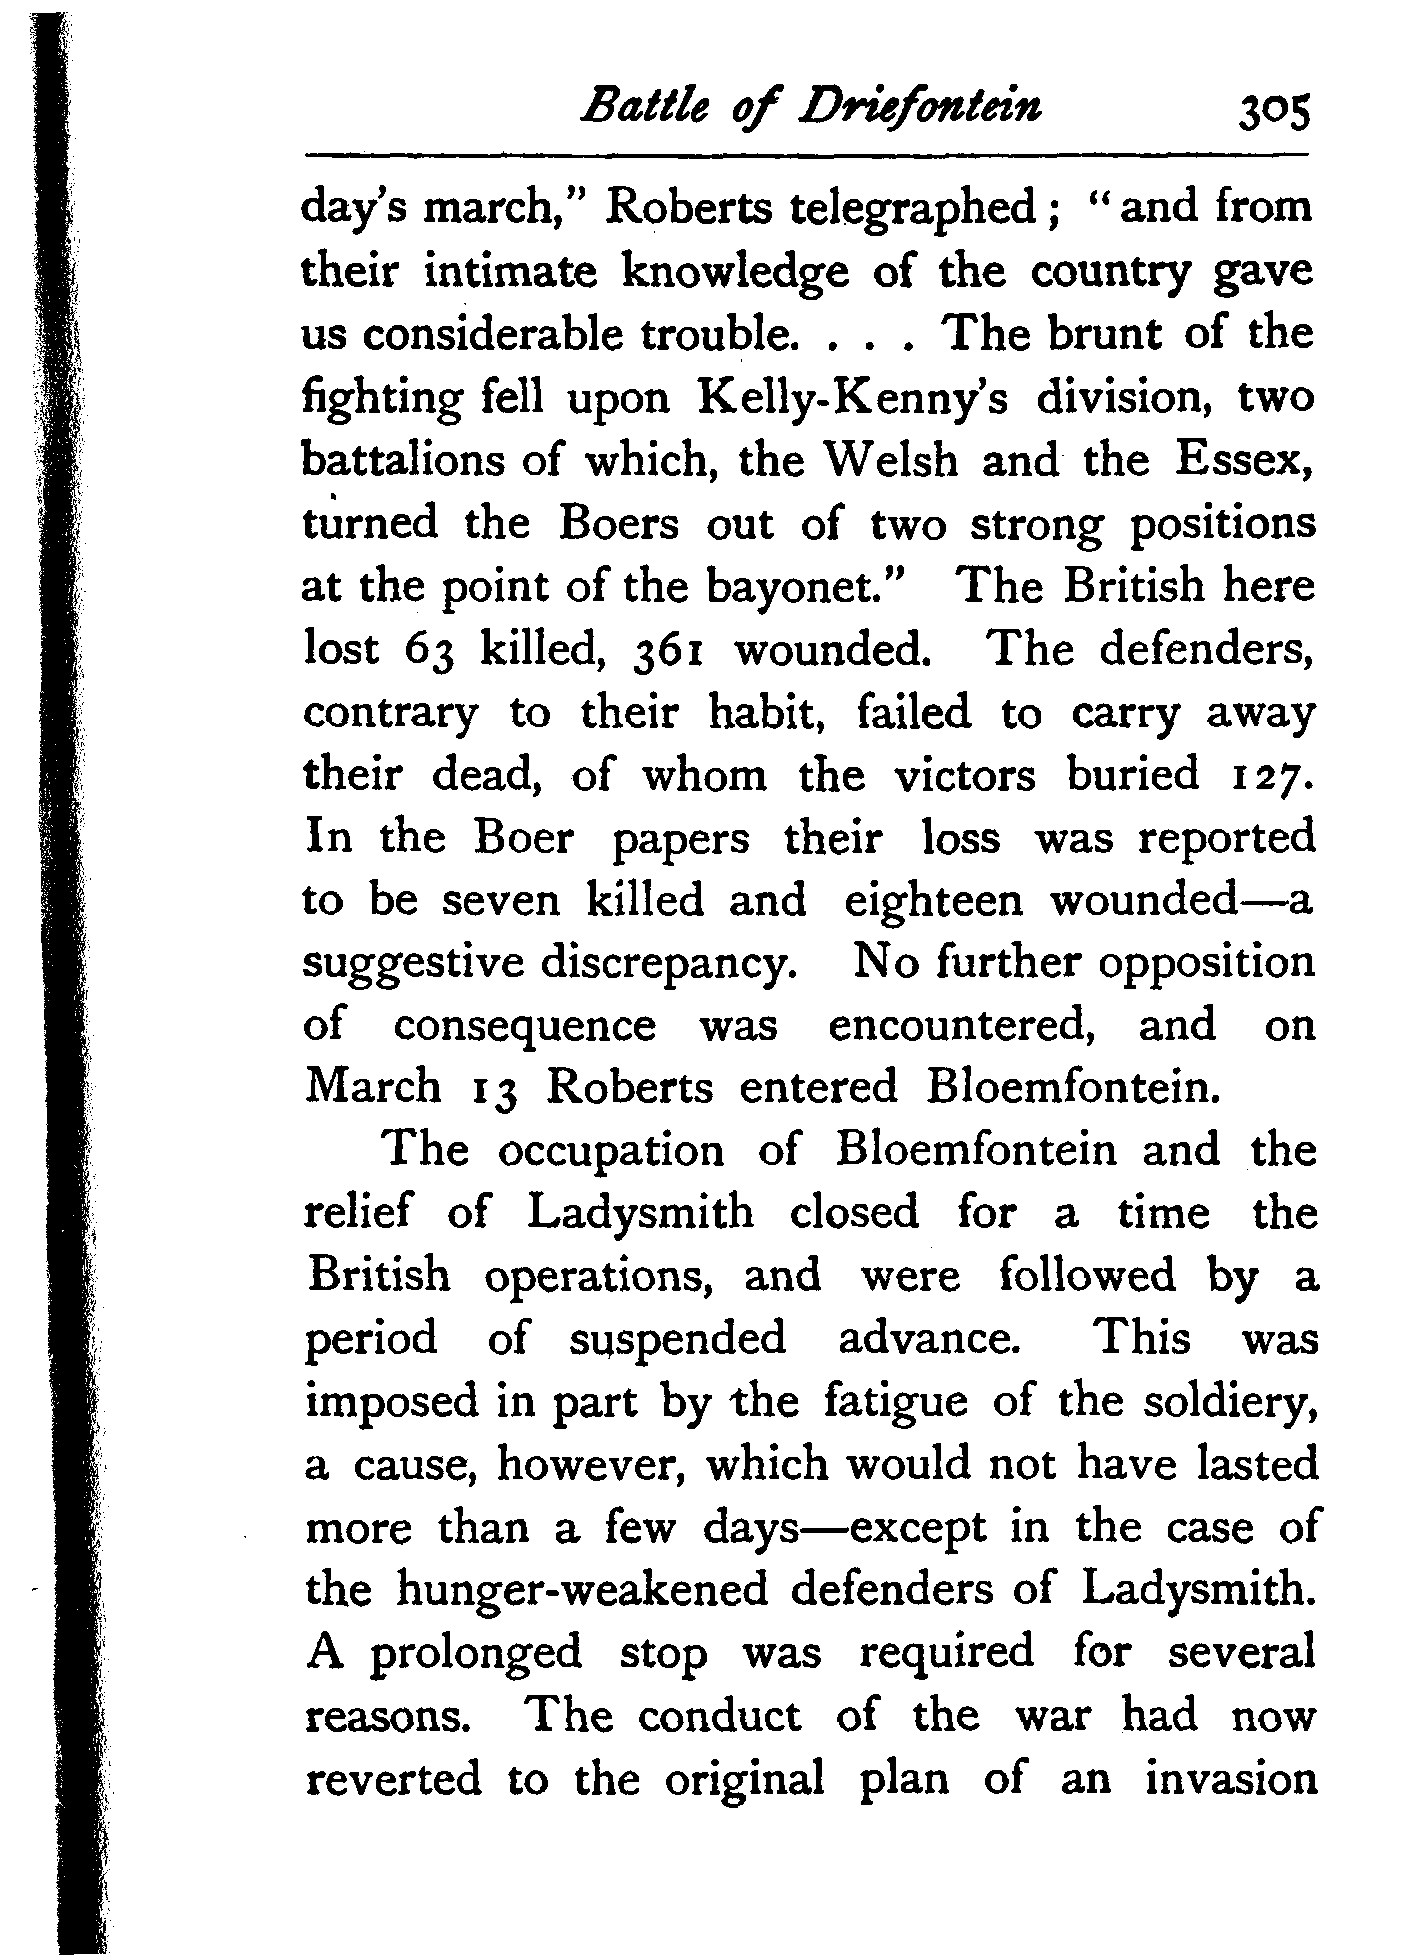 Battle of Driefontein 305
day's march," Roberts telegraphed; "and from
their intimate knowledge of the country gave
us considerable trouble. . . . The brunt of the
fighting fell upon Kelly-Kenny's division, two
battalions of which, the Welsh and the Essex,
turned the Boers out of two strong positions
at the point of the bayonet." The British here
lost 63 killed, 361 wounded. The defenders,
contrary to their habit, failed to carry away
their dead, of whom the victors buried 127.
In the Boer papers their loss was reported
to be seven killed and eighteen wounded—a
suggestive discrepancy. No further opposition
of consequence was encountered, and on
March 13 Roberts entered Bloemfontein.
The occupation of Bloemfontein and the
relief of Ladysmith closed for a time the
British operations, and were followed by a
period of suspended advance. This was
imposed in part by the fatigue of the soldiery,
a cause, however, which would not have lasted
more than a few days—except in the case of
the hunger-weakened defenders of Ladysmith.
A prolonged stop was required for several
reasons. The conduct of the war had now
reverted to the original plan of an invasion